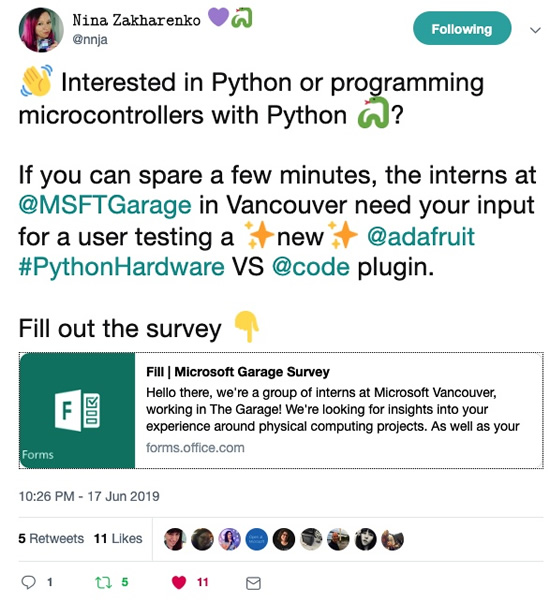 Nina Zakharenko 💜🐍
@nnja
Following
👋 Interested in Python or programming
microcontrollers with Python 🐍?
If you can spare a few minutes, the interns at
@MSFTGarage in Vancouver need your input
for a user testing a ✨new✨ @adafruit
#PythonHardware VS @code plugin.
Fill out the survey 👇
Fill | Microsoft Garage Survey
Hello there, we're a group of interns at Microsoft Vancouver,
working in The Garage! We're looking for insights into your
experience around physical computing projects. As well as your
forms.office.com
F
Forms
10:26 PM - 17 Jun 2019
5 Retweets 11 Likes
1 5 11